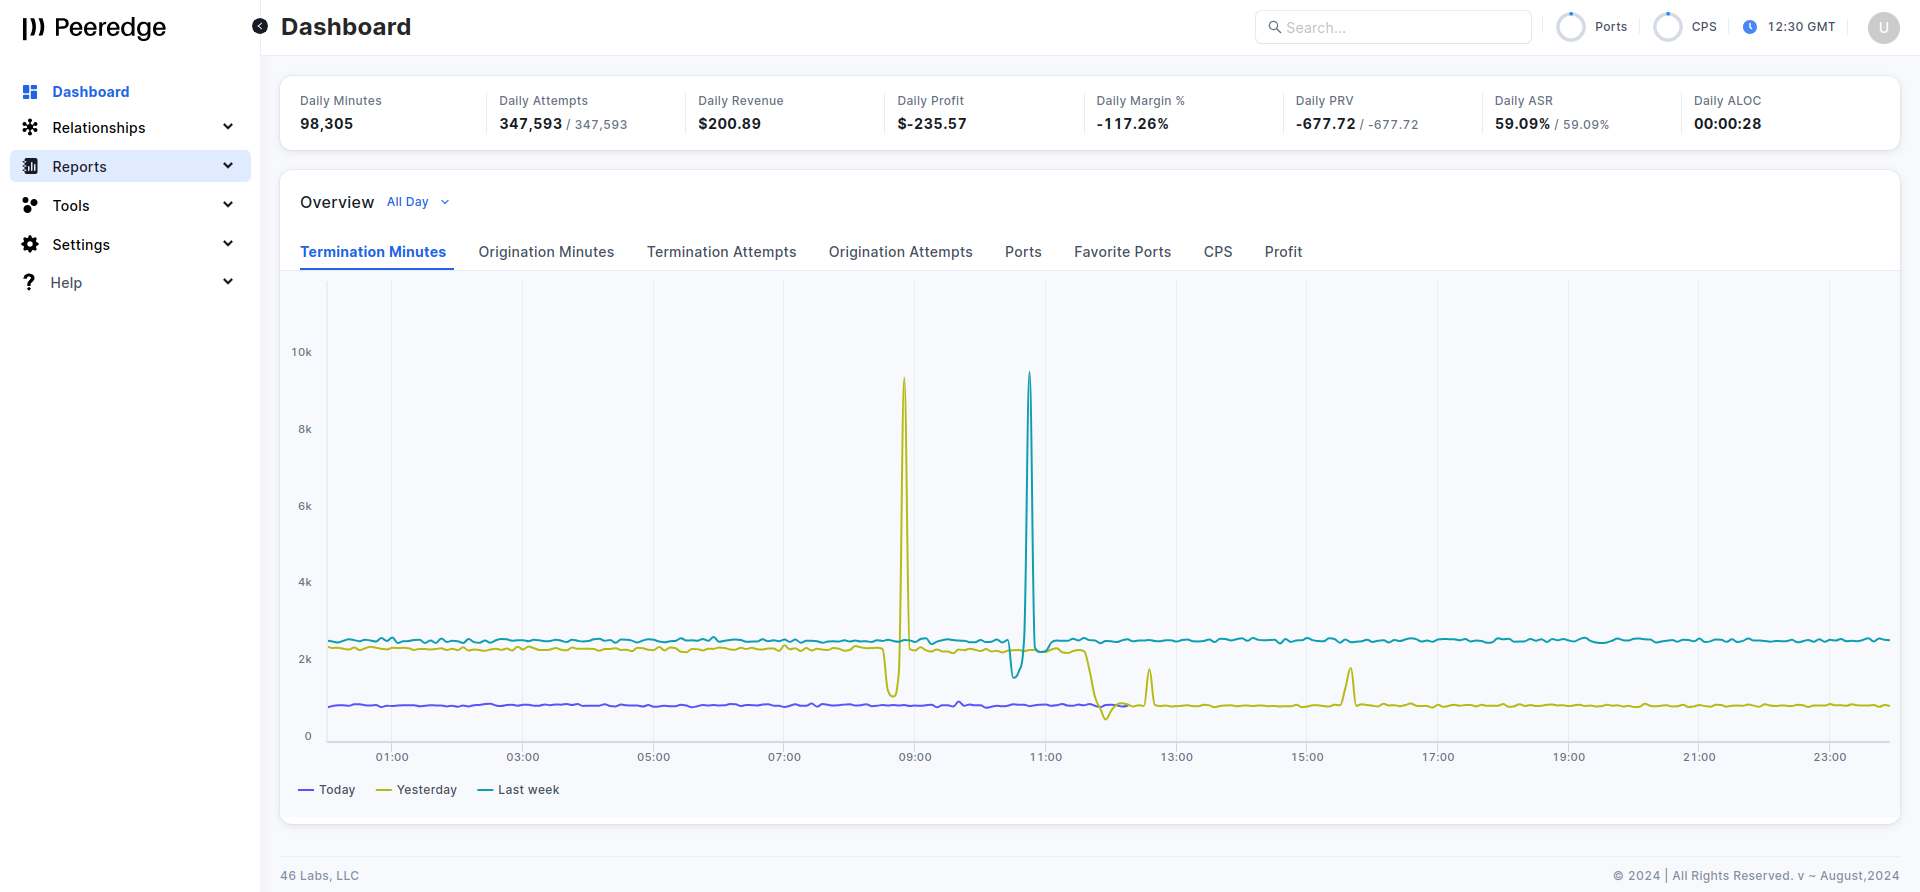 Peeredge
Dashboard
Search...
Ports
CPS
12:30 GMT
U
Dashboard
Relationships
Reports
Tools
Settings
Help
Daily Minutes
98,305
Daily Attempts
347,593 / 347,593
Daily Revenue
$200.89
Daily Profit
$-235.57
Daily Margin %
-117.26%
Daily PRV
-677.72 / -677.72
Daily ASR
59.09% / 59.09%
Daily ALOC
00:00:28
Overview All Day
Termination Minutes Origination Minutes Termination Attempts Origination Attempts Ports Favorite Ports CPS Profit
10k
8k
6k
4k
2k
0
01:00 03:00 05:00 07:00 09:00 11:00 13:00 15:00 17:00 19:00 21:00 23:00
Today Yesterday Last week
46 Labs, LLC
© 2024 | All Rights Reserved. v ~ August,2024